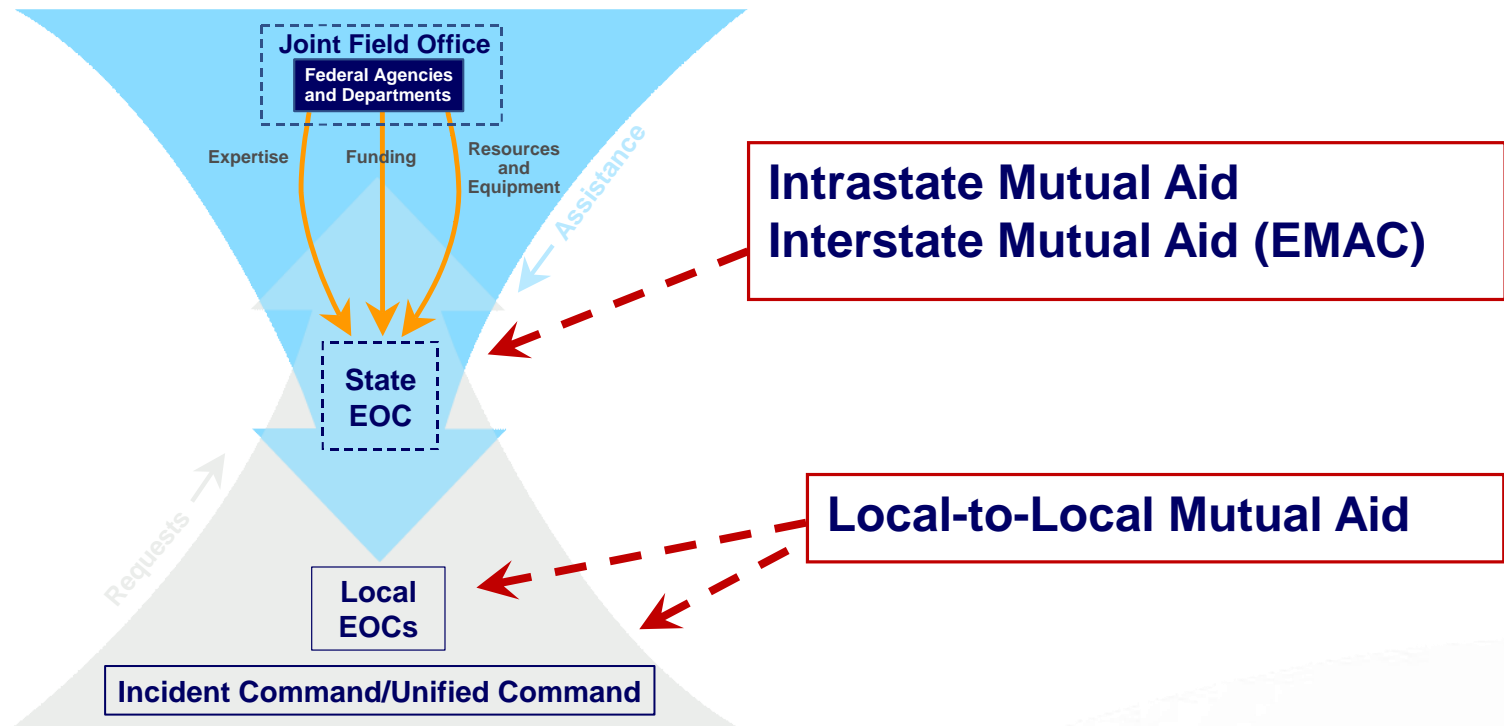 Joint Field Office
Federal Agencies
and Departments
Expertise
Funding
Resources
and
Equipment
Assistance
Intrastate Mutual Aid
Interstate Mutual Aid (EMAC)
State
EOC
Requests
Local-to-Local Mutual Aid
Local
EOCs
Incident Command/Unified Command